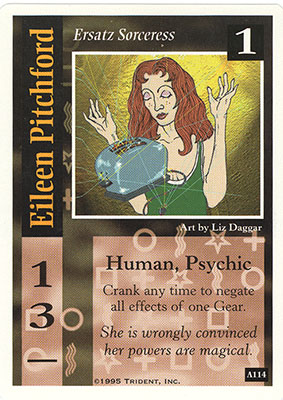 Ersatz Sorceress
1
Eileen Pitchford
Art by Liz Daggar
1
3
–
Human, Psychic
Crank any time to negate
all effects of one Gear.
She is wrongly convinced
her powers are magical.
©1995 TRIDENT, INC.
A114